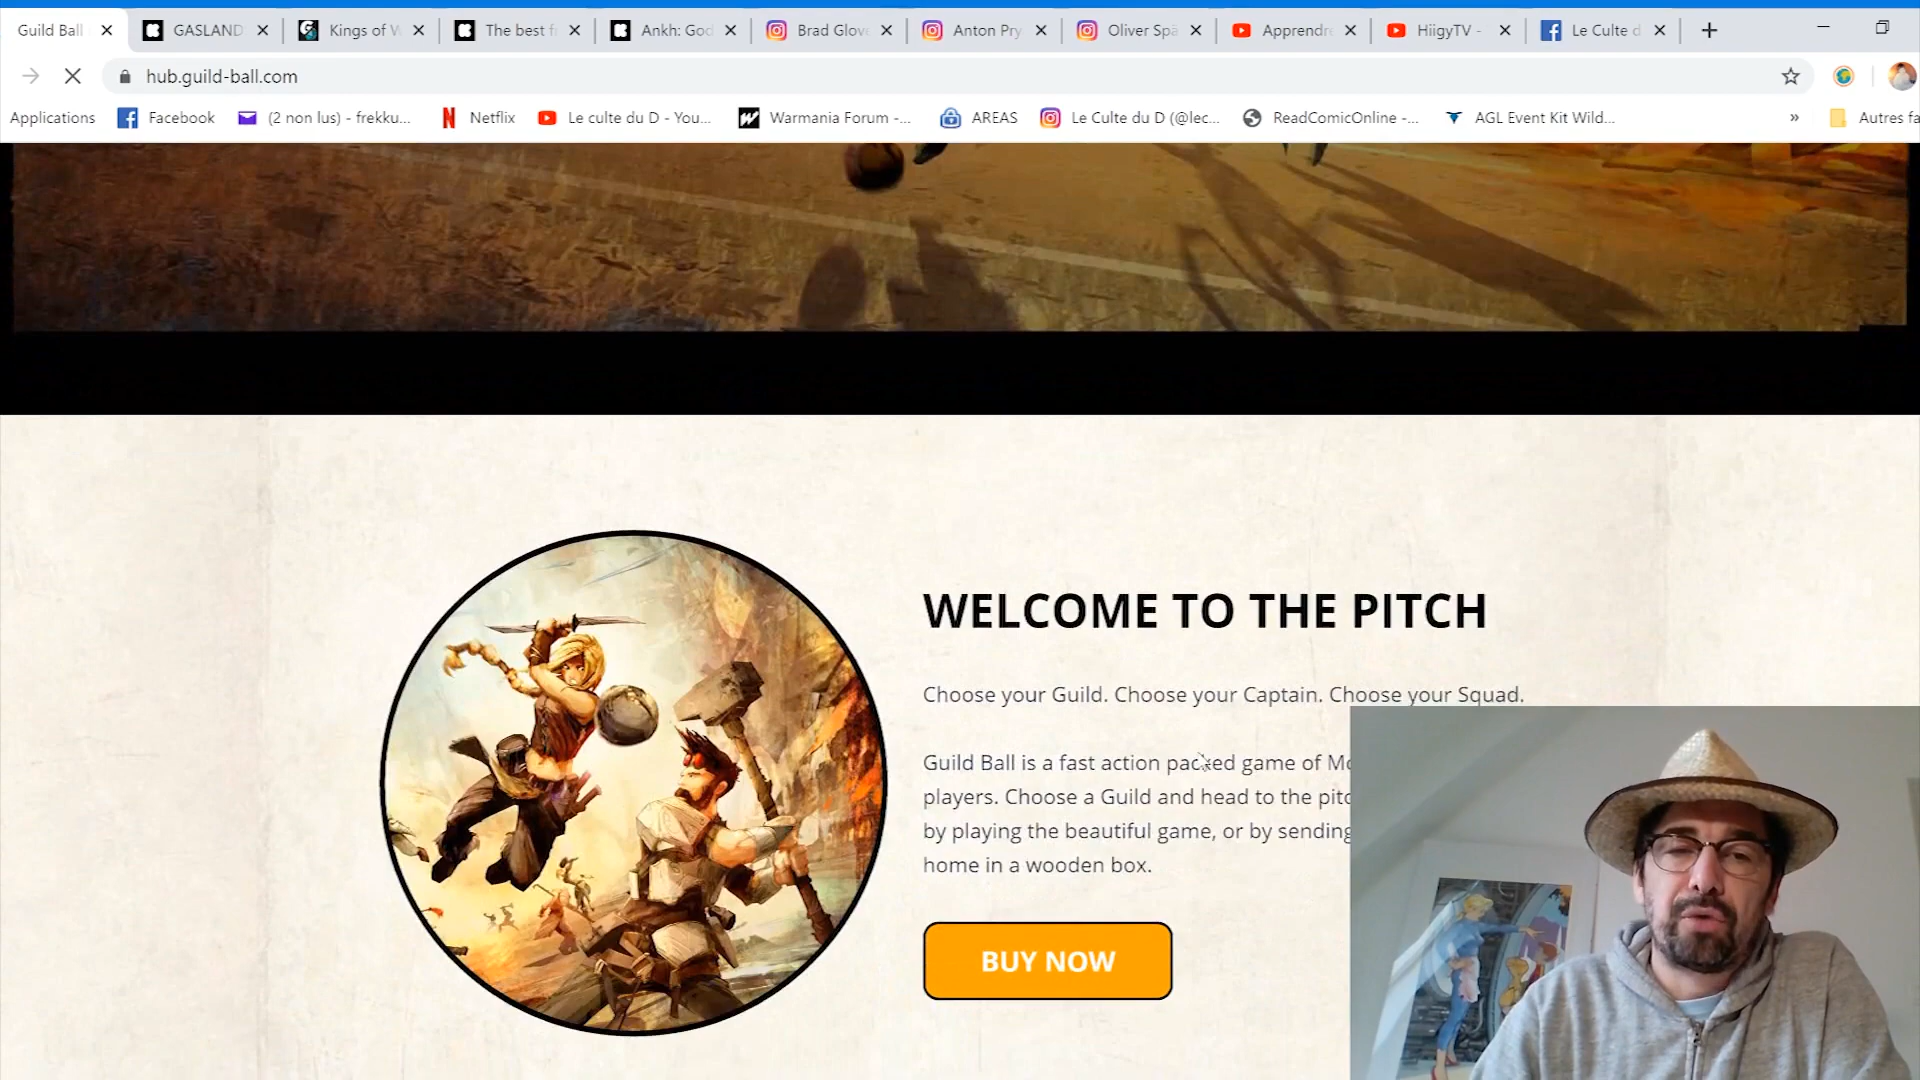 Guild Ball GASLAND Kings of W The best f Ankh: God Brad Glove Anton Pry Oliver Spä Apprendre HiigyTV - Le Culte d
hub.guild-ball.com
Applications Facebook (2 non lus) - frekku... Netflix Le culte du D - You... Warmania Forum -... AREAS Le Culte du D (@lec... ReadComicOnline -... AGL Event Kit Wild... » Autres fa
WELCOME TO THE PITCH
Choose your Guild. Choose your Captain. Choose your Squad.
Guild Ball is a fast action packed game of
players. Choose a Guild and head to the
by playing the beautiful game, or by sending
home in a wooden box.
BUY NOW